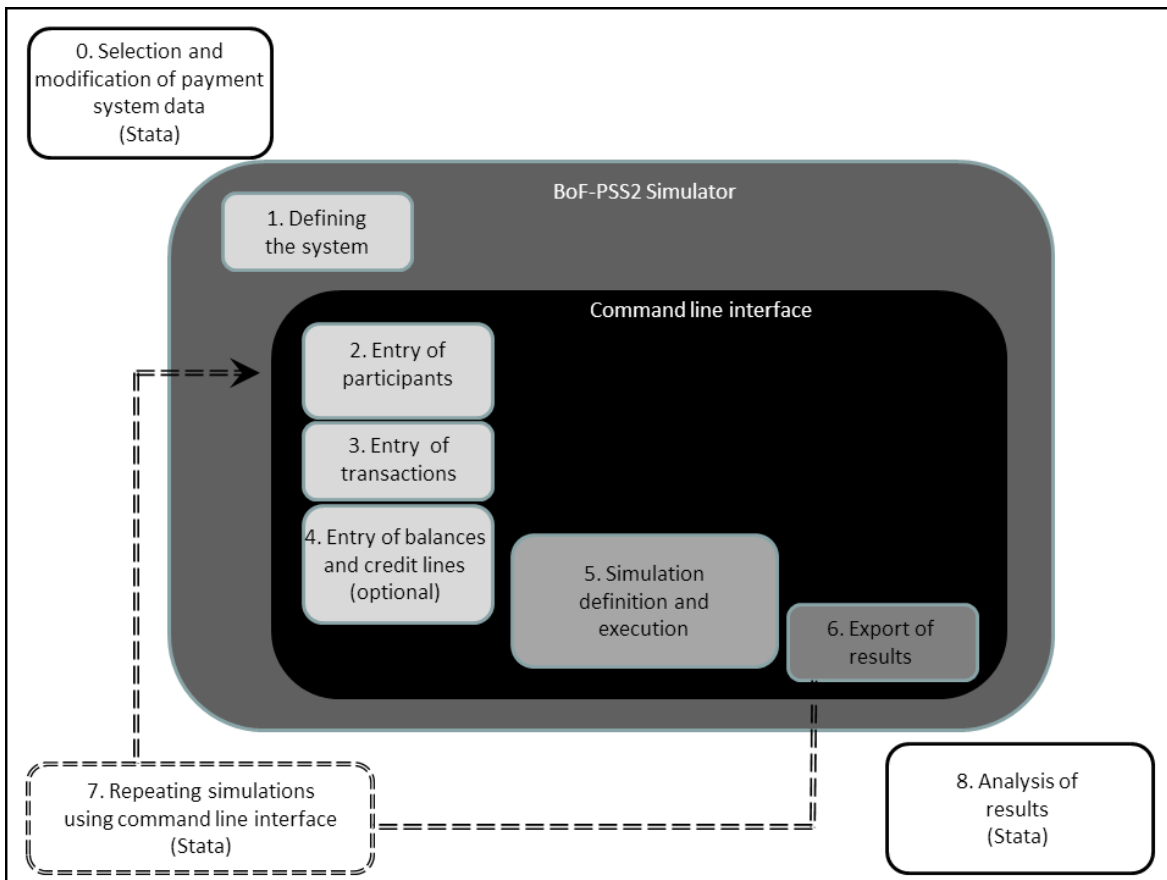 0. Selection and
modification of payment
system data
(Stata)
BoF-PSS2 Simulator
1. Defining
the system
Command line interface
2. Entry of
participants
3. Entry of
transactions
4. Entry of balances
and credit lines
(optional)
5. Simulation
definition and
execution
6. Export of
results
7. Repeating simulations
using command line interface
(Stata)
8. Analysis of
results
(Stata)